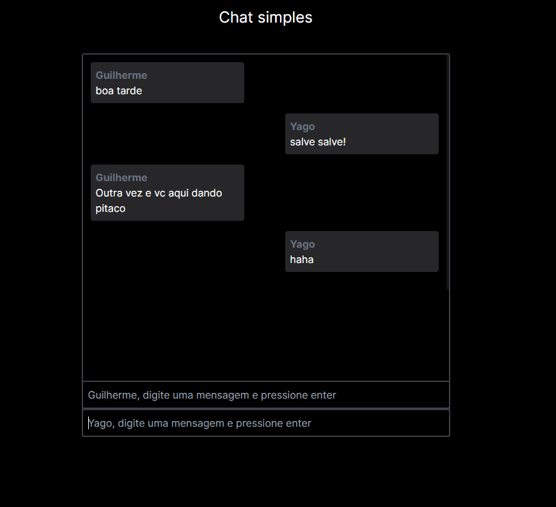 Chat simples
Guilherme
boa tarde
Yago
salve salve!
Guilherme
Outra vez e vc aqui dando
pitaco
Yago
haha
Guilherme, digite uma mensagem e pressione enter
Yago, digite uma mensagem e pressione enter